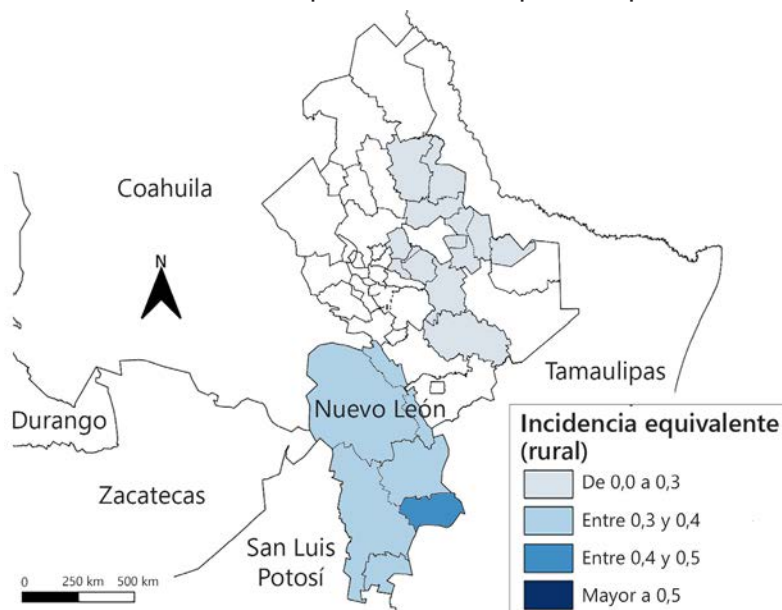 Coahuila
N
Tamaulipas
Nuevo León
Durango
Zacatecas
San Luis
Potosí
0 250 km 500 km
Incidencia equivalente
(rural)
De 0,0 a 0,3
Entre 0,3 y 0,4
Entre 0,4 y 0,5
Mayor a 0,5